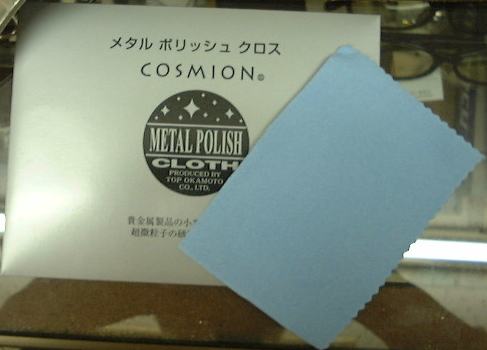 メタル ポリッシュ クロス
COSMION®
METAL POLISH
CLOTH
PRODUCED BY
TOP OKAMOTO
CO., LTD.
貴金属製品の小
超微粒子の